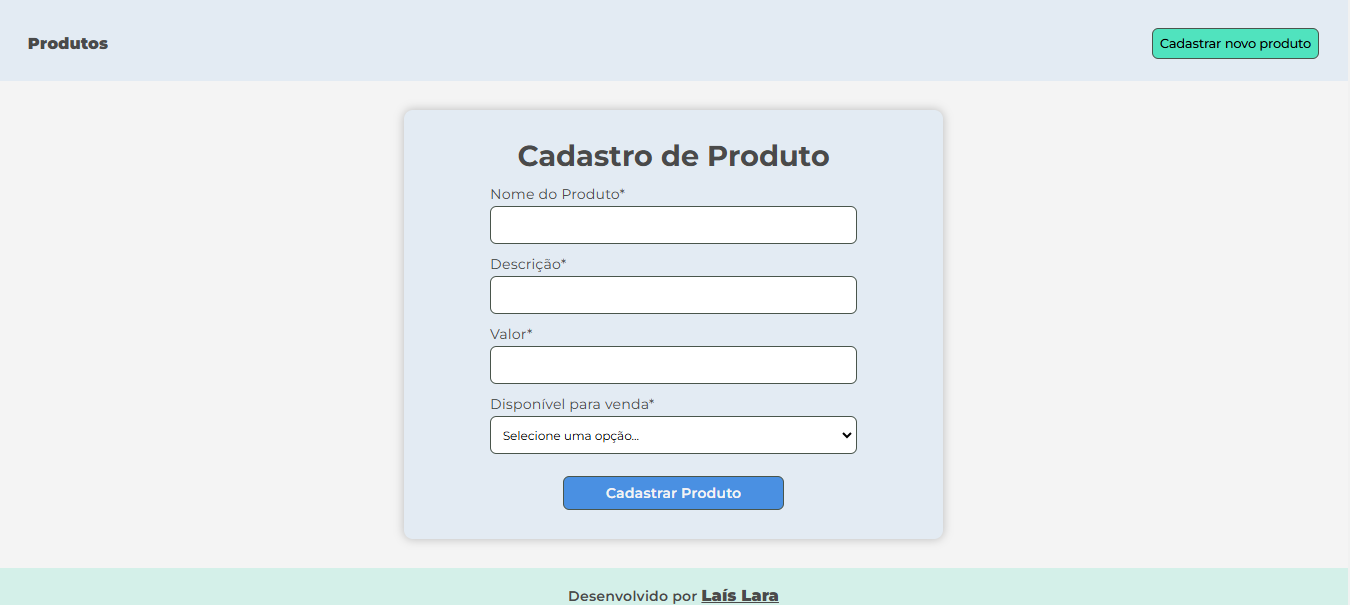 Produtos
Cadastrar novo produto
Cadastro de Produto
Nome do Produto*
Descrição*
Valor*
Disponível para venda*
Selecione uma opção...
Cadastrar Produto
Desenvolvido por Laís Lara